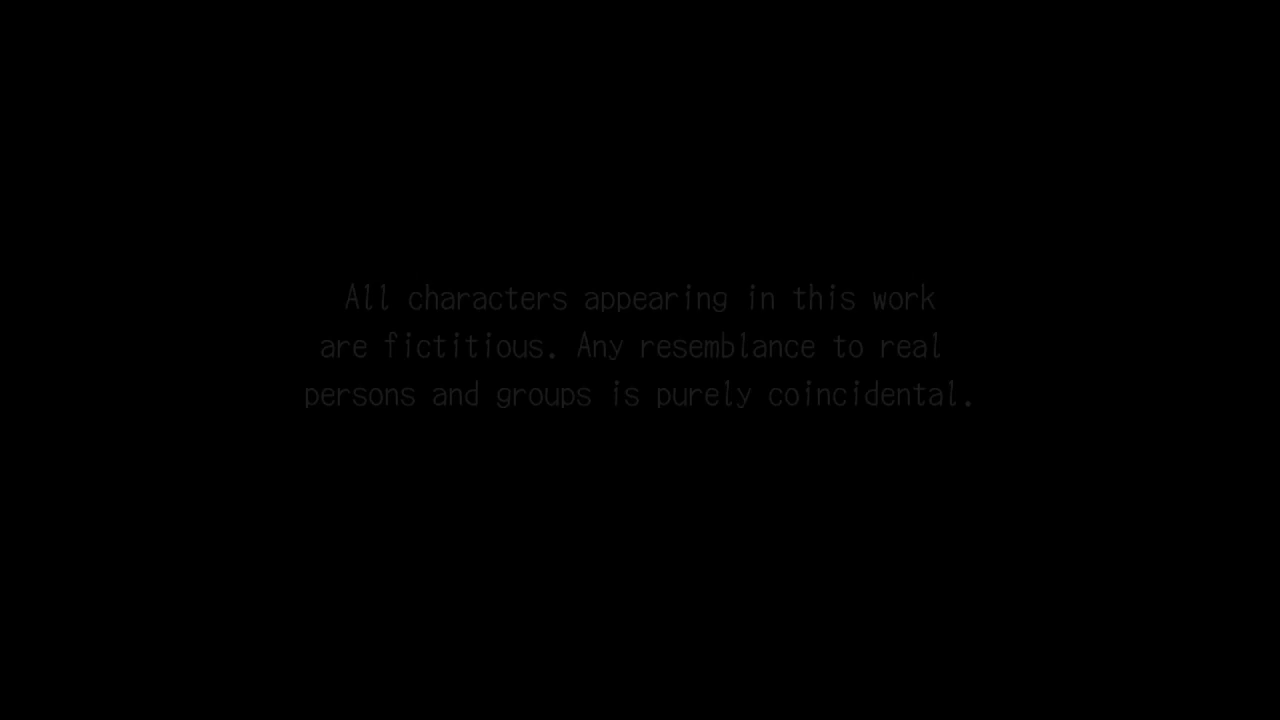 All characters appearing in this work
are fictitious. Any resemblance to real
persons and groups is purely coincidental.